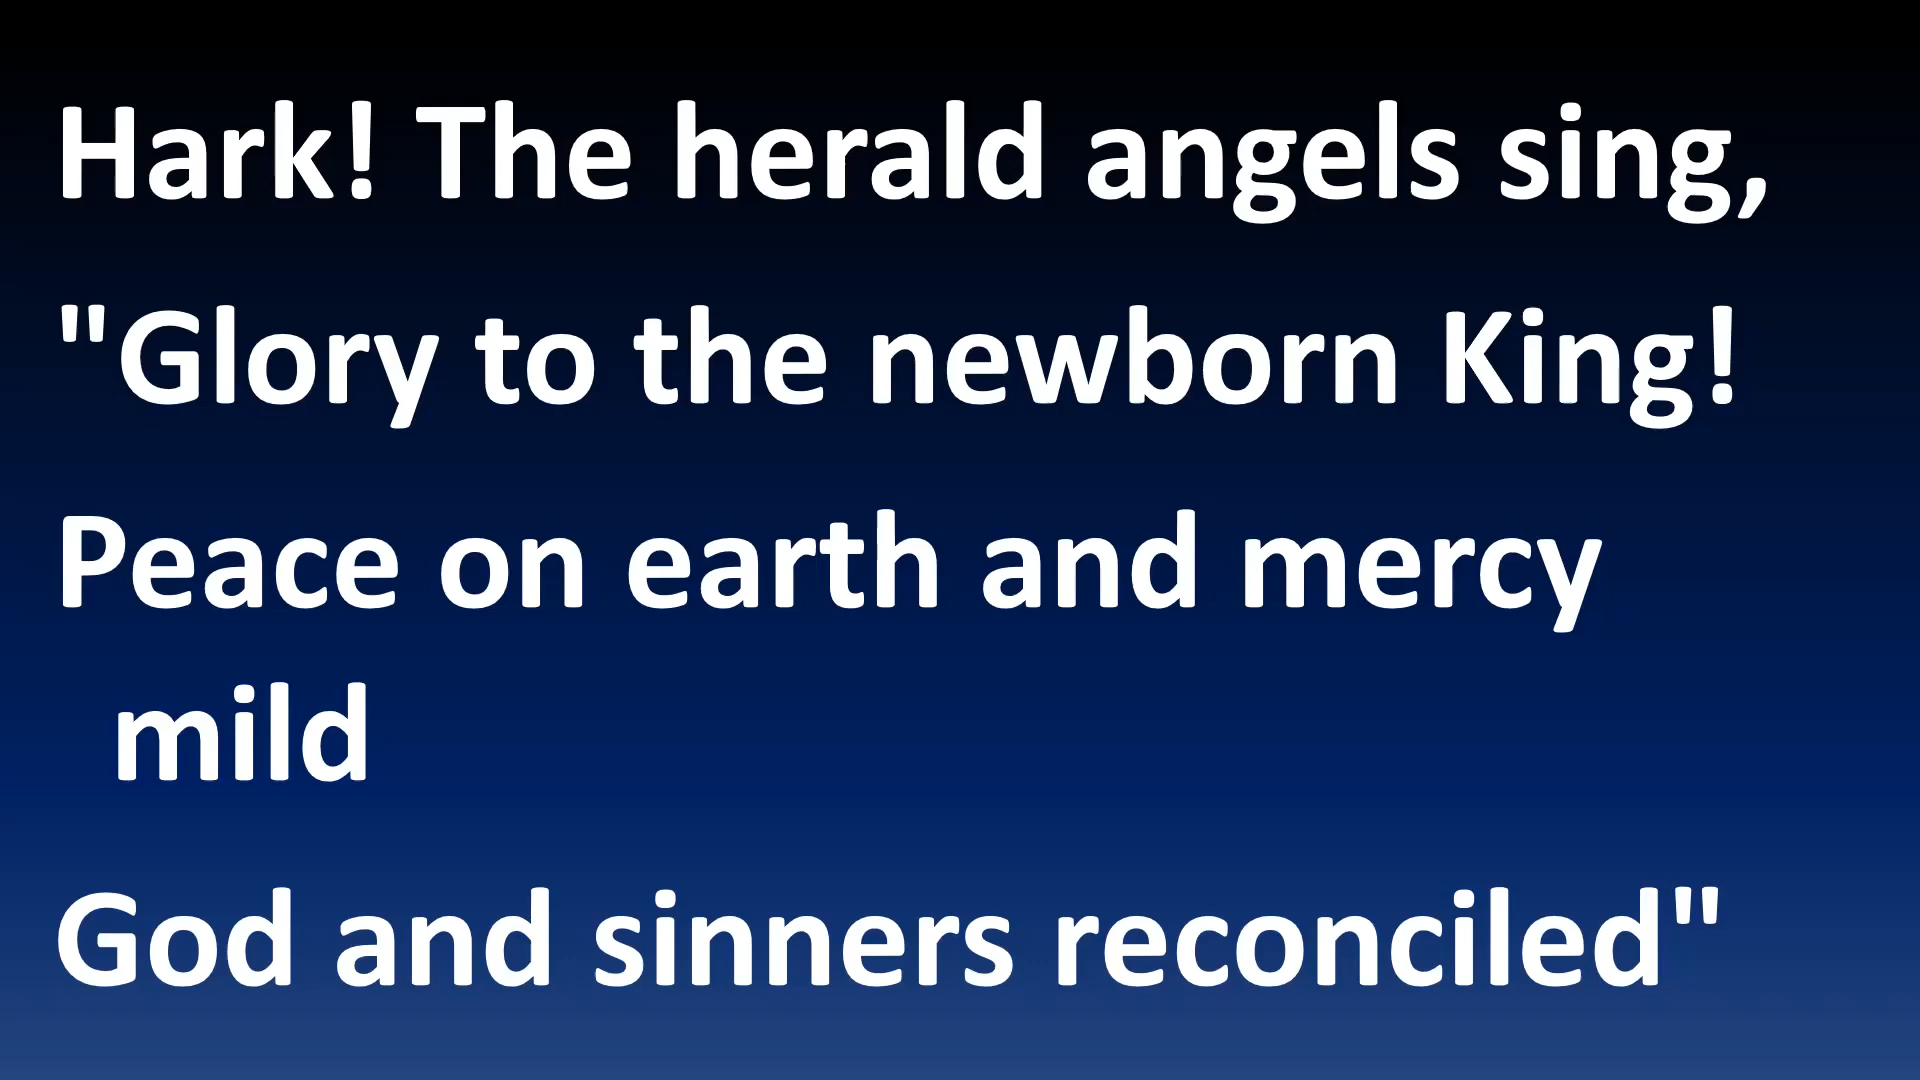 Hark! The herald angels sing,
"Glory to the newborn King!
Peace on earth and mercy
mild
God and sinners reconciled"